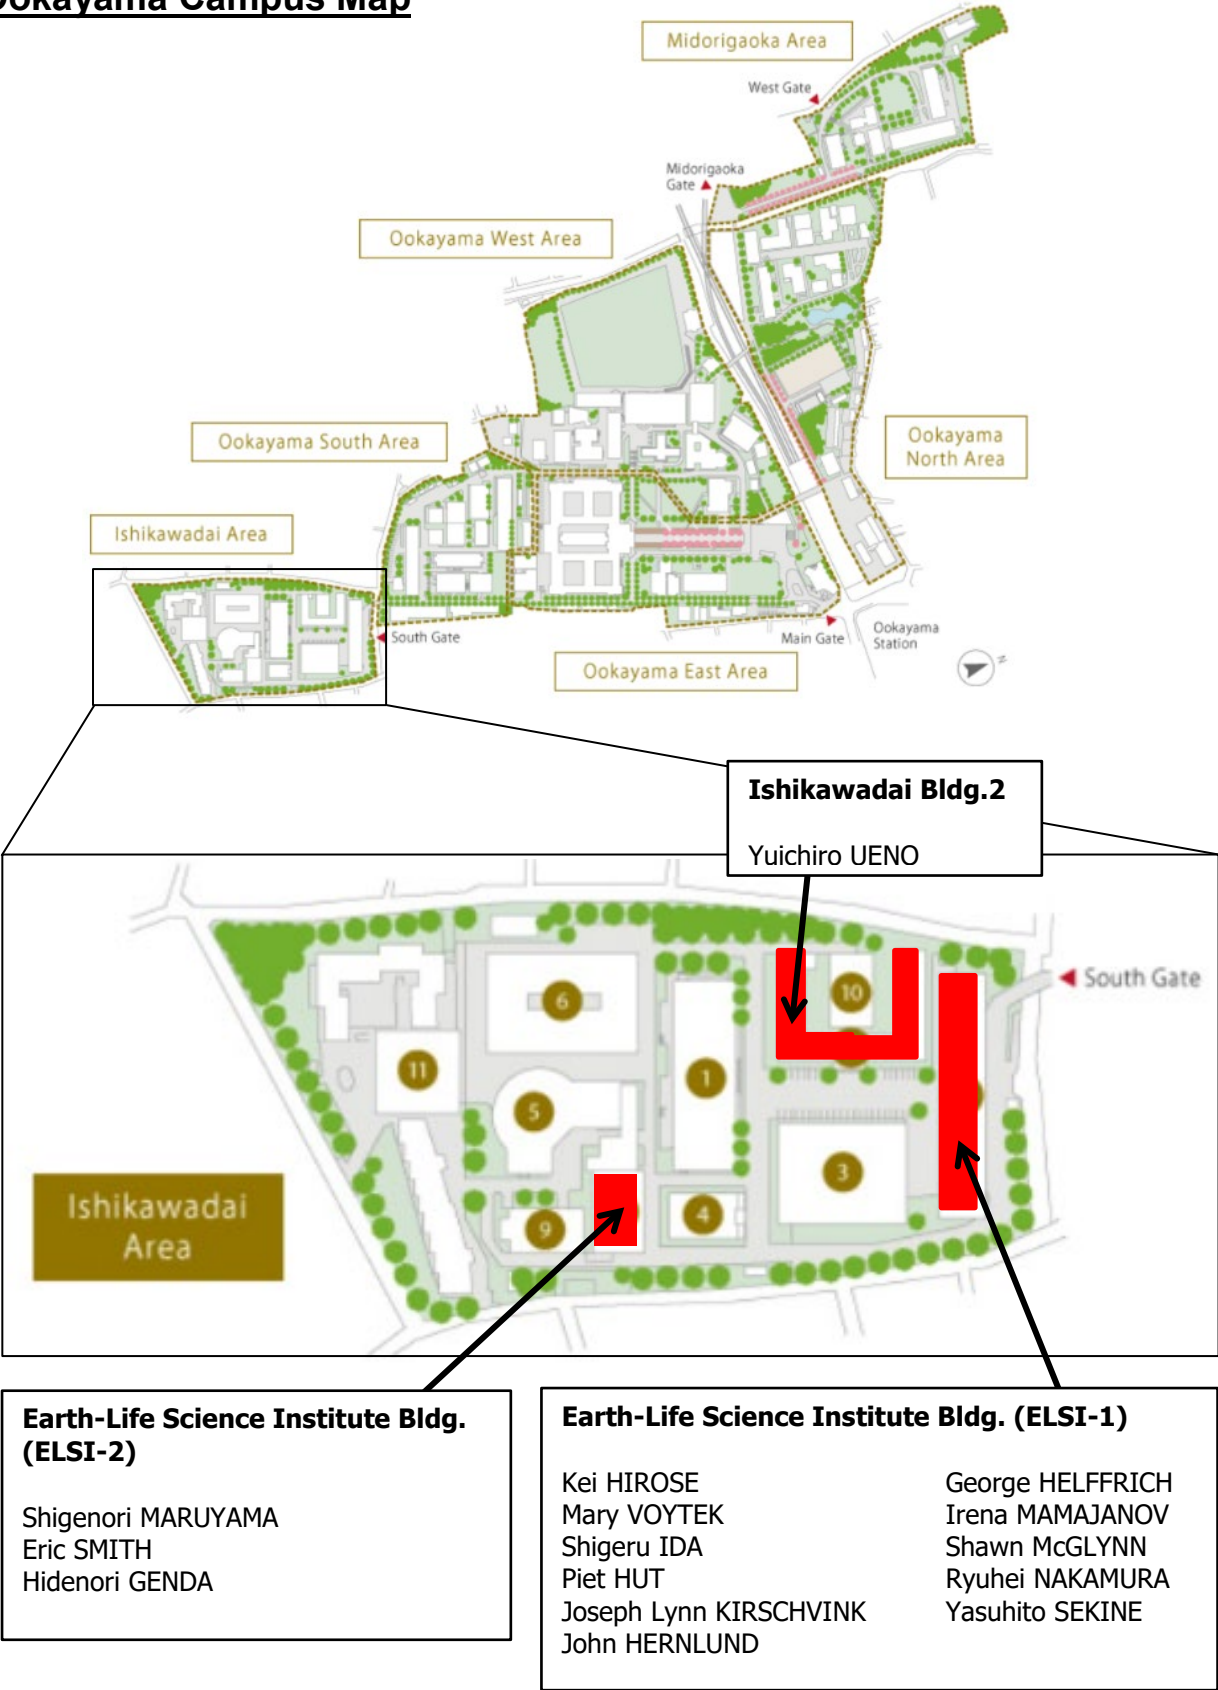 Ookayama Campus Map
Midorigaoka Area
West Gate
Midorigaoka
Gate
Ookayama West Area
Ookayama South Area
Ookayama
North Area
Ishikawadai Area
South Gate
Main Gate
Ookayama
Station
Ookayama East Area
N
Ishikawadai Bldg.2
Yuichiro UENO
South Gate
10
6
11
1
5
3
4
9
Ishikawadai
Area
Earth-Life Science Institute Bldg.
(ELSI-2)
Shigenori MARUYAMA
Eric SMITH
Hidenori GENDA
Earth-Life Science Institute Bldg. (ELSI-1)
Kei HIROSE
Mary VOYTEK
Shigeru IDA
Piet HUT
Joseph Lynn KIRSCHVINK
John HERNLUND
George HELFFRICH
Irena MAMAJANOV
Shawn McGLYNN
Ryuhei NAKAMURA
Yasuhito SEKINE